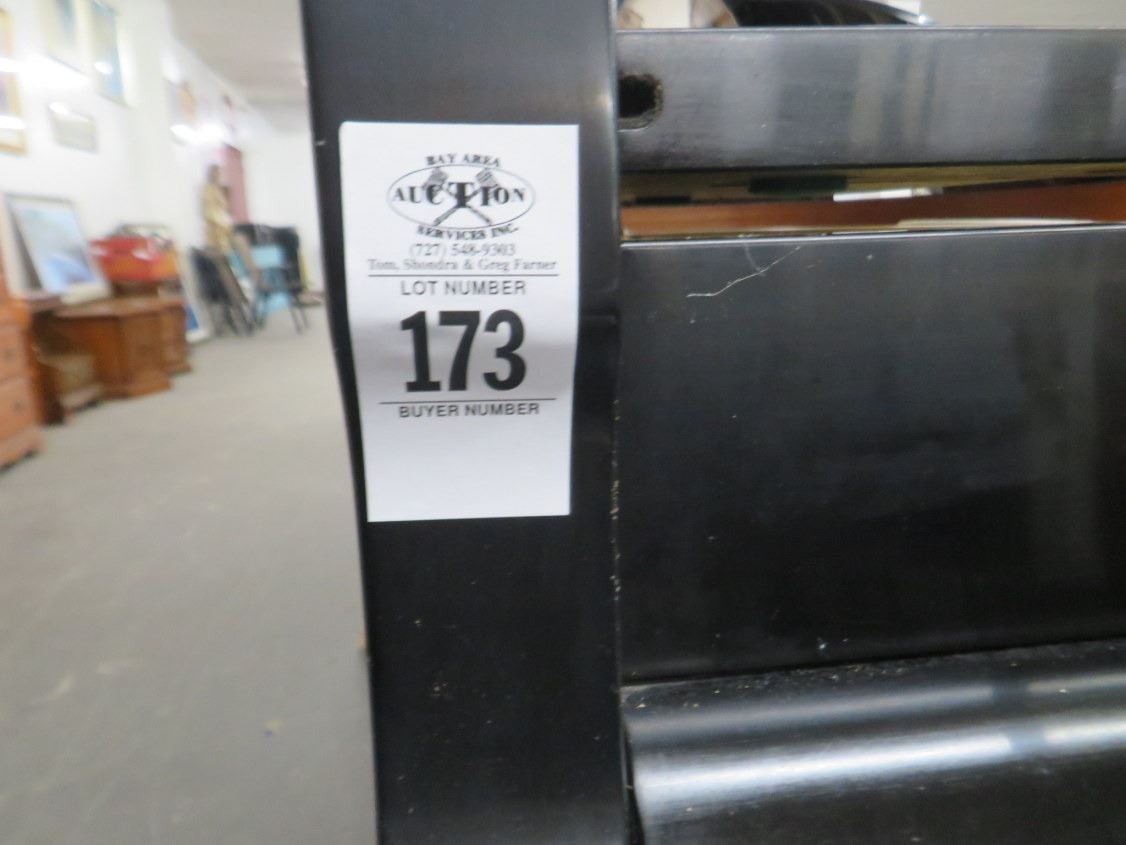 BAY AREA
AUCTION
SERVICES INC.
(727) 548-9303
Tom, Shondra & Greg Farner
LOT NUMBER
173
BUYER NUMBER